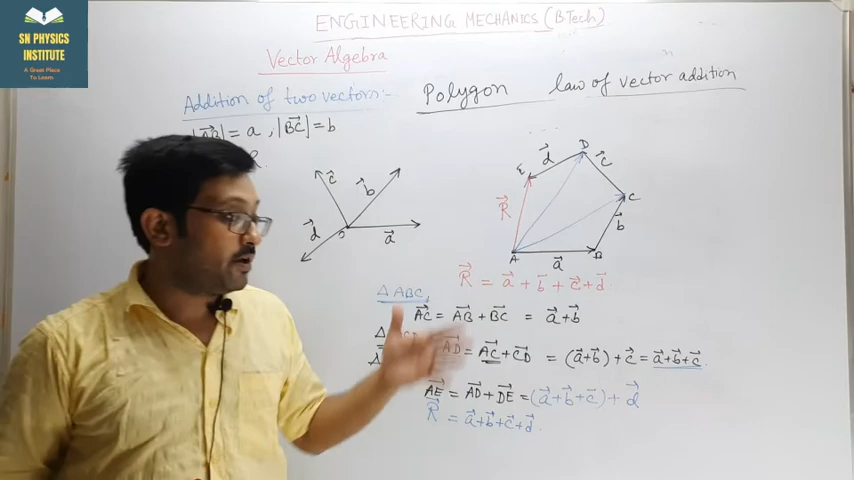 SN PHYSICS
INSTITUTE
A Great Place
To Learn
ENGINEERING MECHANICS (BTech)
Vector Algebra
Addition of two vectors:-
Polygon law of vector addition
|AB→| = a , |BC→| = b
c→
b→
d→
O
a→
E
d→
D
c→
R→
C
b→
A
B
a→
R→ = a→ + b→ + c→ + d→
Δ ABC,
AC→ = AB→ + BC→ = a→+b→
AD→ = AC→ + CD→ = (a→+b→) + c→ = a→+b→+c→
AE→ = AD→ + DE→ = (a→+b→+c→) + d→
R→ = a→+b→+c→+d→.